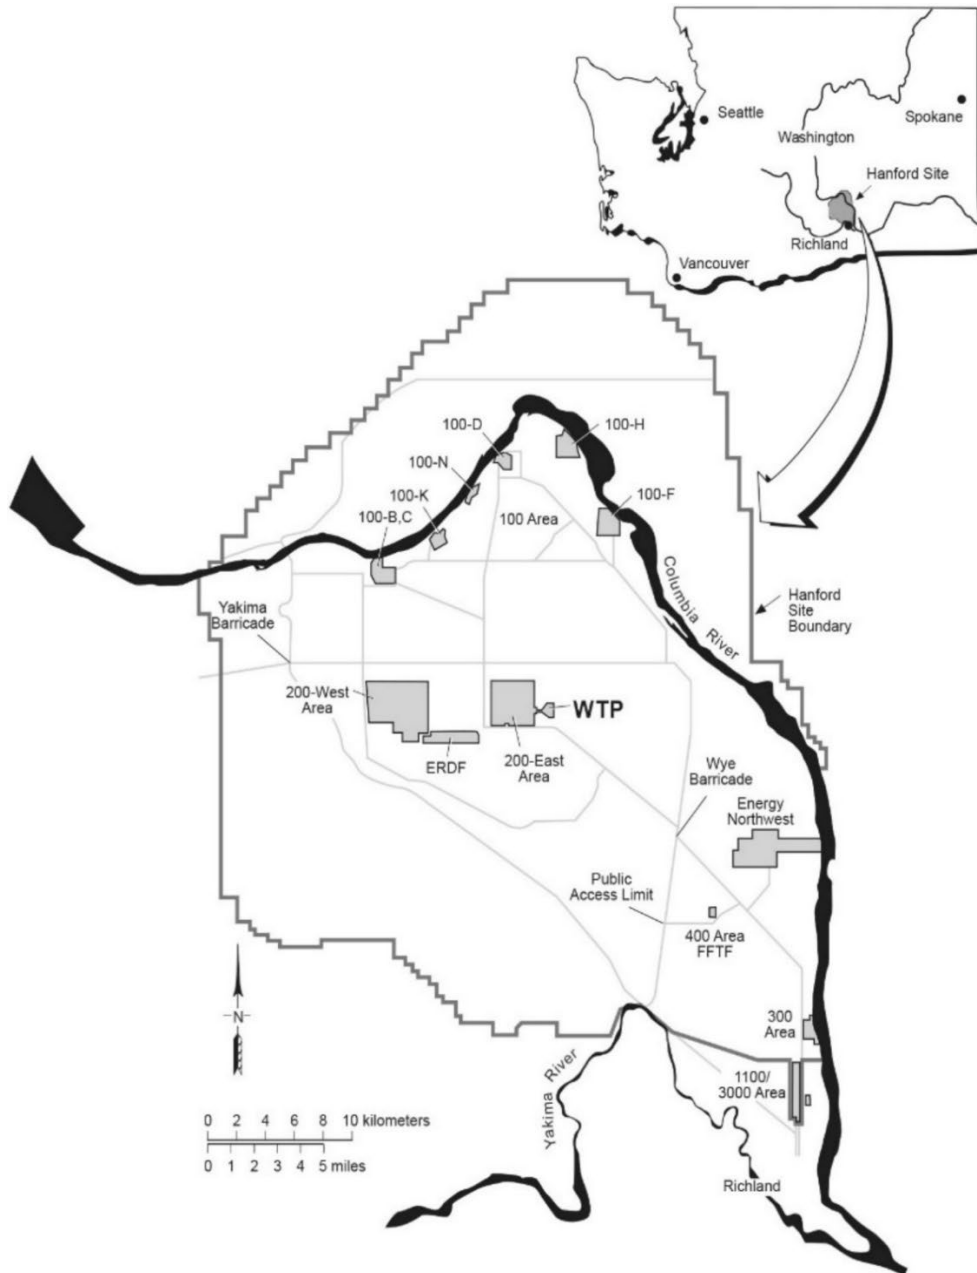 Seattle
Spokane
Washington
Hanford Site
Richland
Vancouver
100-D
100-H
100-N
100-K
100-F
100-B,C
100 Area
Columbia River
Hanford
Site
Boundary
Yakima
Barricade
200-West
Area
WTP
ERDF
200-East
Area
Wye
Barricade
Energy
Northwest
Public
Access Limit
400 Area
FFTF
N
300
Area
1100/
3000 Area
Yakima River
0 2 4 6 8 10 kilometers
0 1 2 3 4 5 miles
Richland